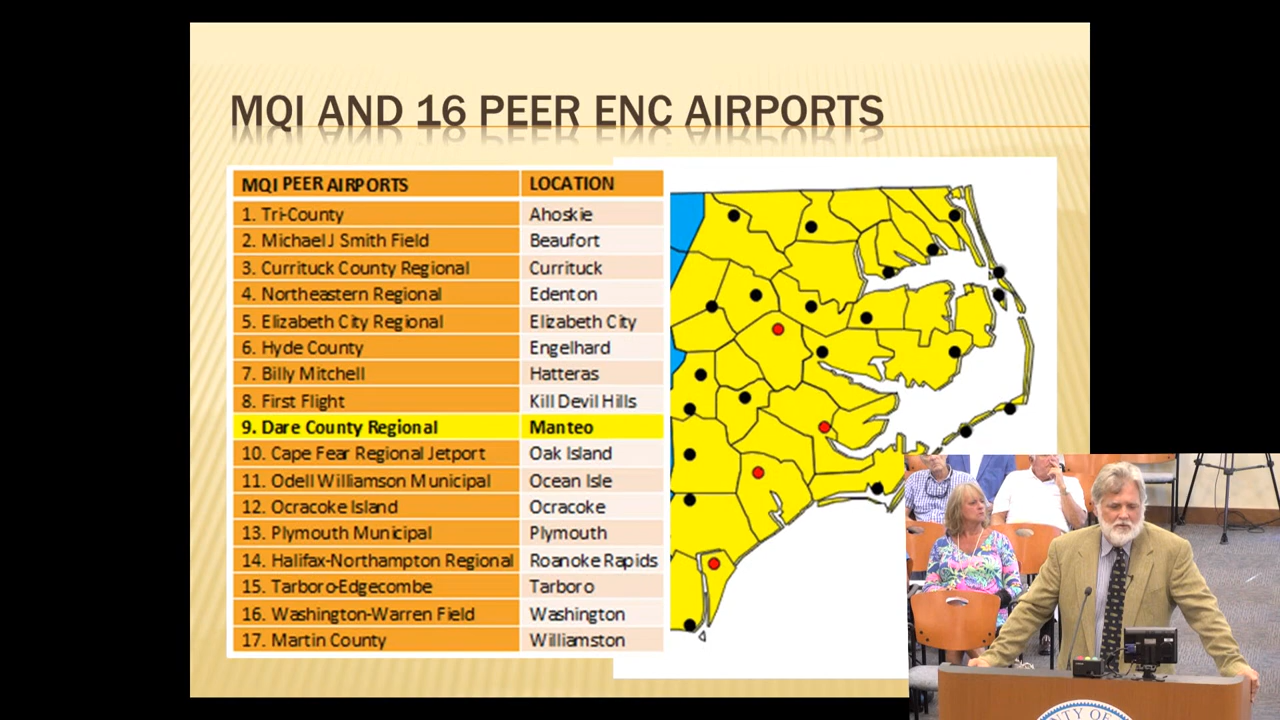 MQI AND 16 PEER ENC AIRPORTS
MQI PEER AIRPORTS LOCATION
1. Tri-County Ahoskie
2. Michael J Smith Field Beaufort
3. Currituck County Regional Currituck
4. Northeastern Regional Edenton
5. Elizabeth City Regional Elizabeth City
6. Hyde County Engelhard
7. Billy Mitchell Hatteras
8. First Flight Kill Devil Hills
9. Dare County Regional Manteo
10. Cape Fear Regional Jetport Oak Island
11. Odell Williamson Municipal Ocean Isle
12. Ocracoke Island Ocracoke
13. Plymouth Municipal Plymouth
14. Halifax-Northampton Regional Roanoke Rapids
15. Tarboro-Edgecombe Tarboro
16. Washington-Warren Field Washington
17. Martin County Williamston